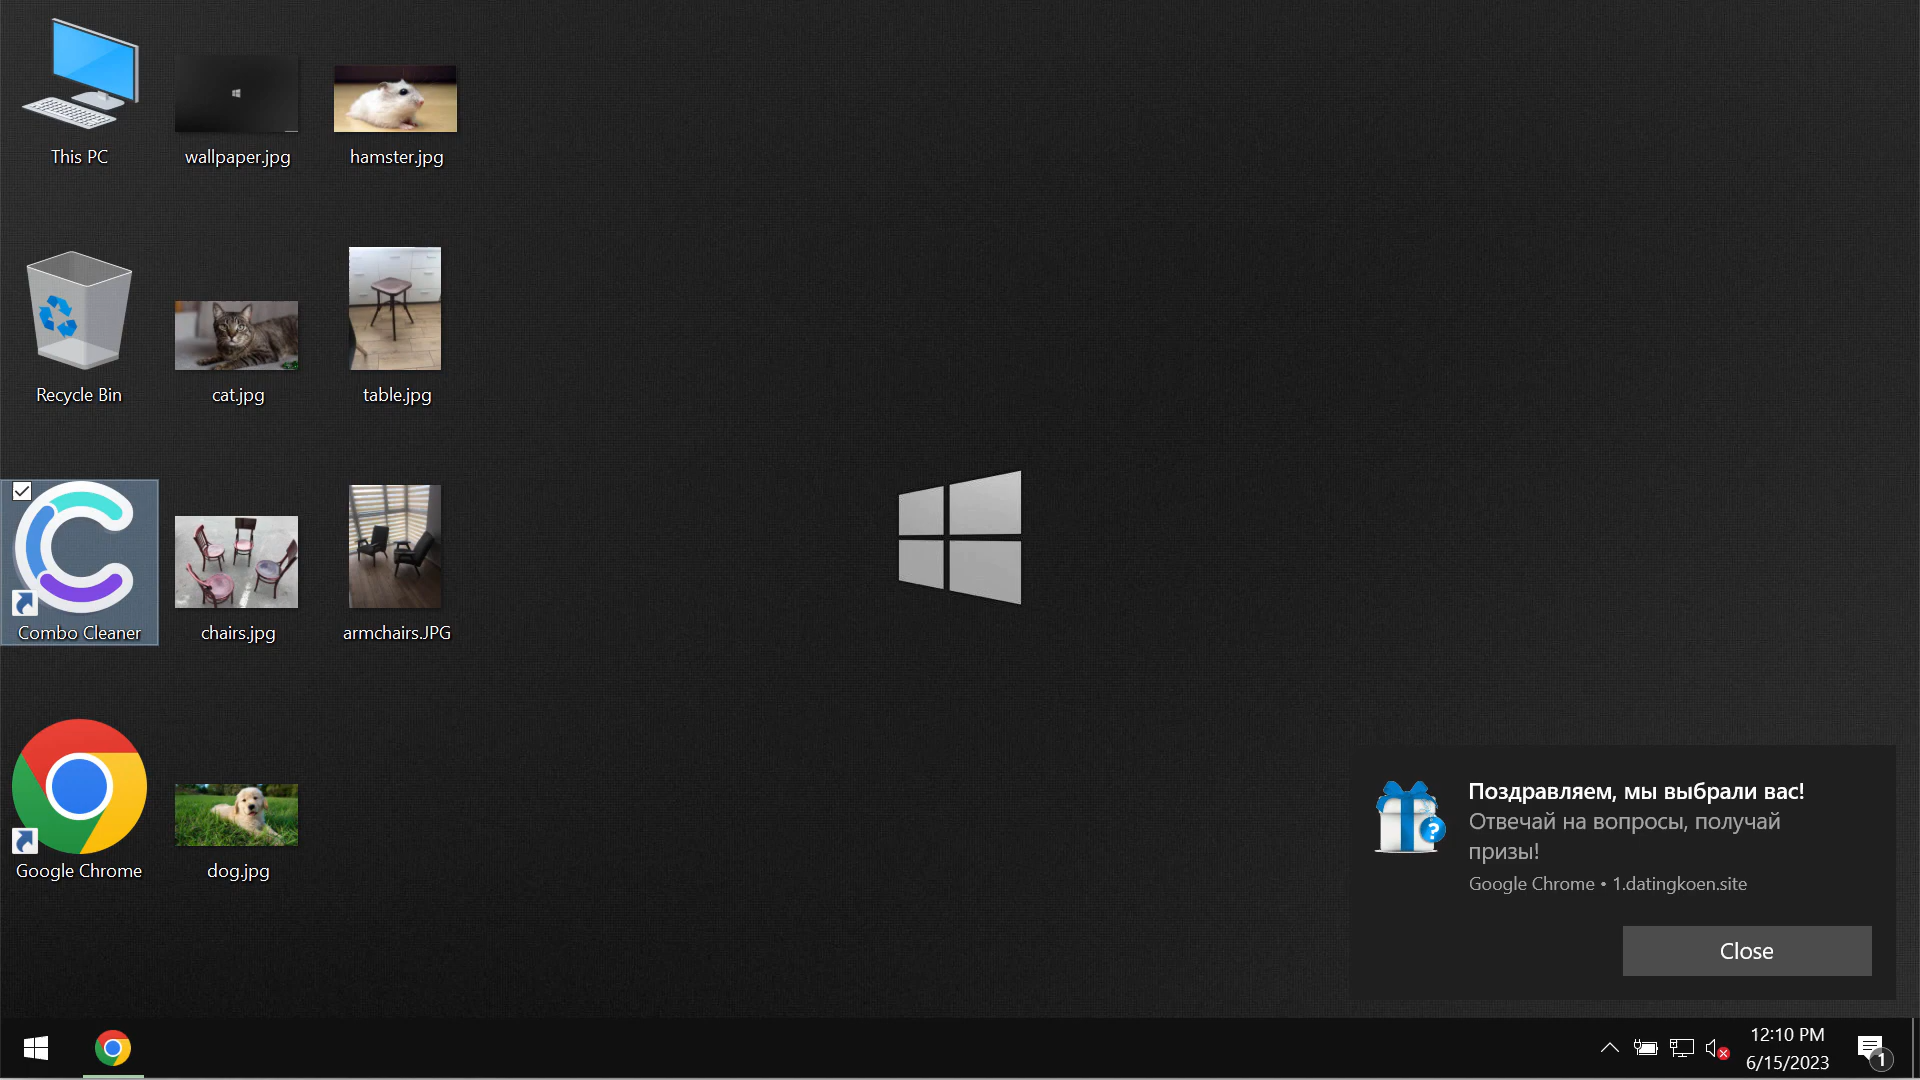 This PC
wallpaper.jpg
hamster.jpg
Recycle Bin
cat.jpg
table.jpg
Combo Cleaner
chairs.jpg
armchairs.JPG
Google Chrome
dog.jpg
Поздравляем, мы выбрали вас!
Отвечай на вопросы, получай
призы!
Google Chrome • 1.datingkoen.site
?
Close
12:10 PM
6/15/2023
1